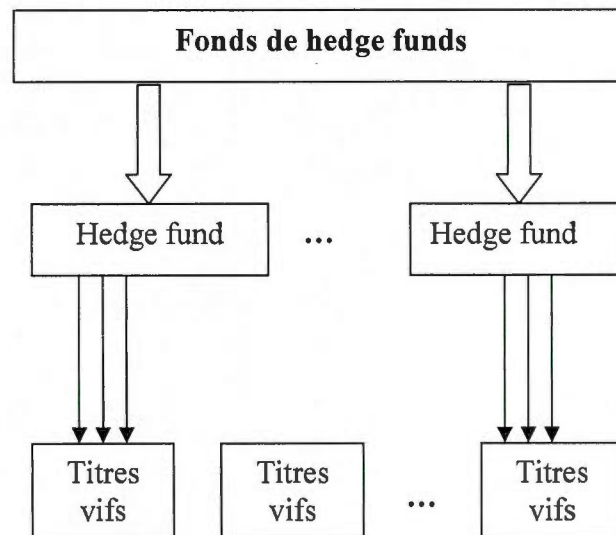 Fonds de hedge funds
Hedge fund ... Hedge fund
Titres Titres Titres
vifs vifs ... vifs